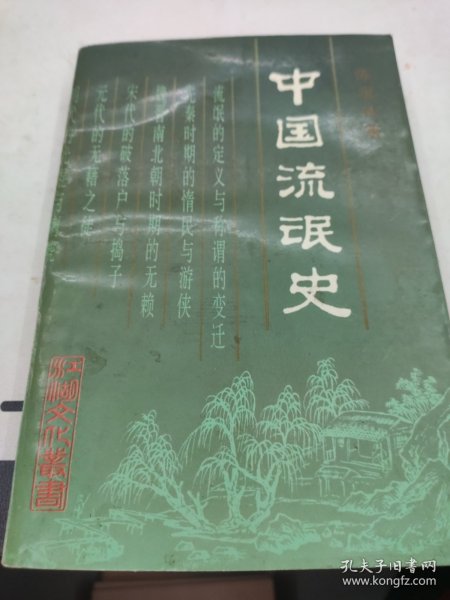 中国流氓史
流氓的定义与称谓的变迁
先秦时期的惰民与游侠
魏晋南北朝时期的无赖
宋代的破落户与捣子
元代的无籍之徒
江湖文化叢書
孔夫子旧书网
www.kongfz.com